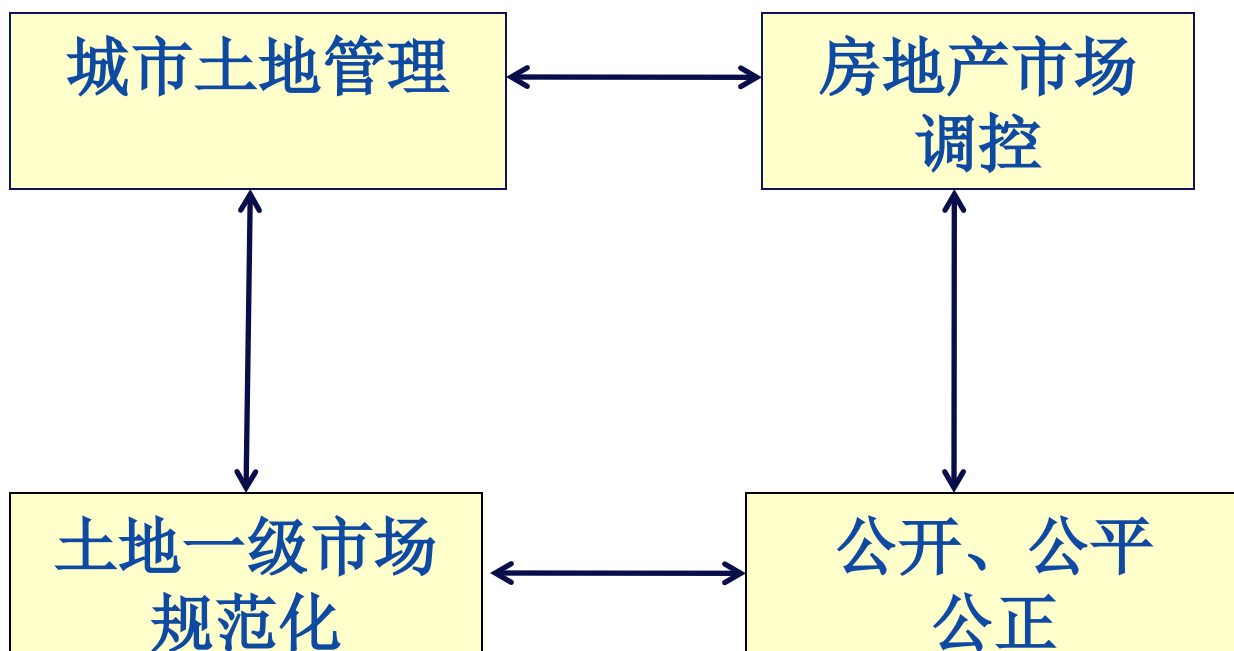 城市土地管理
房地产市场
调控
土地一级市场
规范化
公开、公平
公正